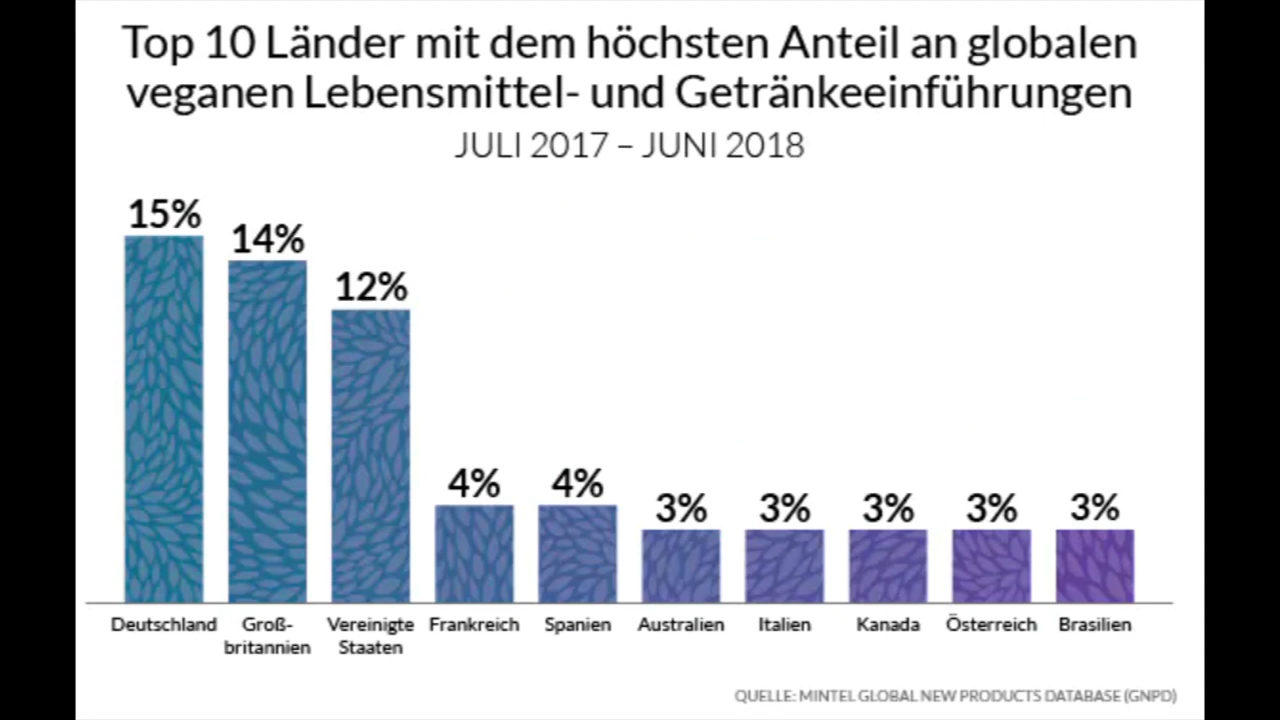 Top 10 Länder mit dem höchsten Anteil an globalen
veganen Lebensmittel- und Getränkeeinführungen
JULI 2017 – JUNI 2018
15%
14%
12%
4%
4%
3%
3%
3%
3%
3%
Deutschland
Groß-
britannien
Vereinigte
Staaten
Frankreich
Spanien
Australien
Italien
Kanada
Österreich
Brasilien
QUELLE: MINTEL GLOBAL NEW PRODUCTS DATABASE (GNPD)